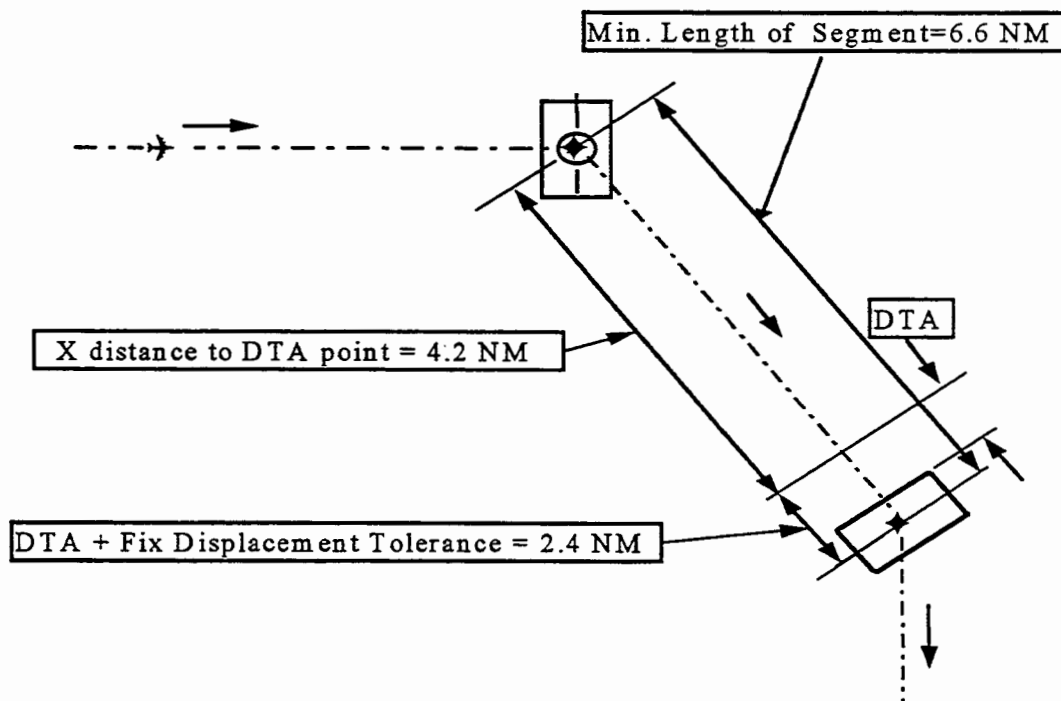 Min. Length of Segment=6.6 NM
DTA
X distance to DTA point = 4.2 NM
DTA + Fix Displacement Tolerance = 2.4 NM